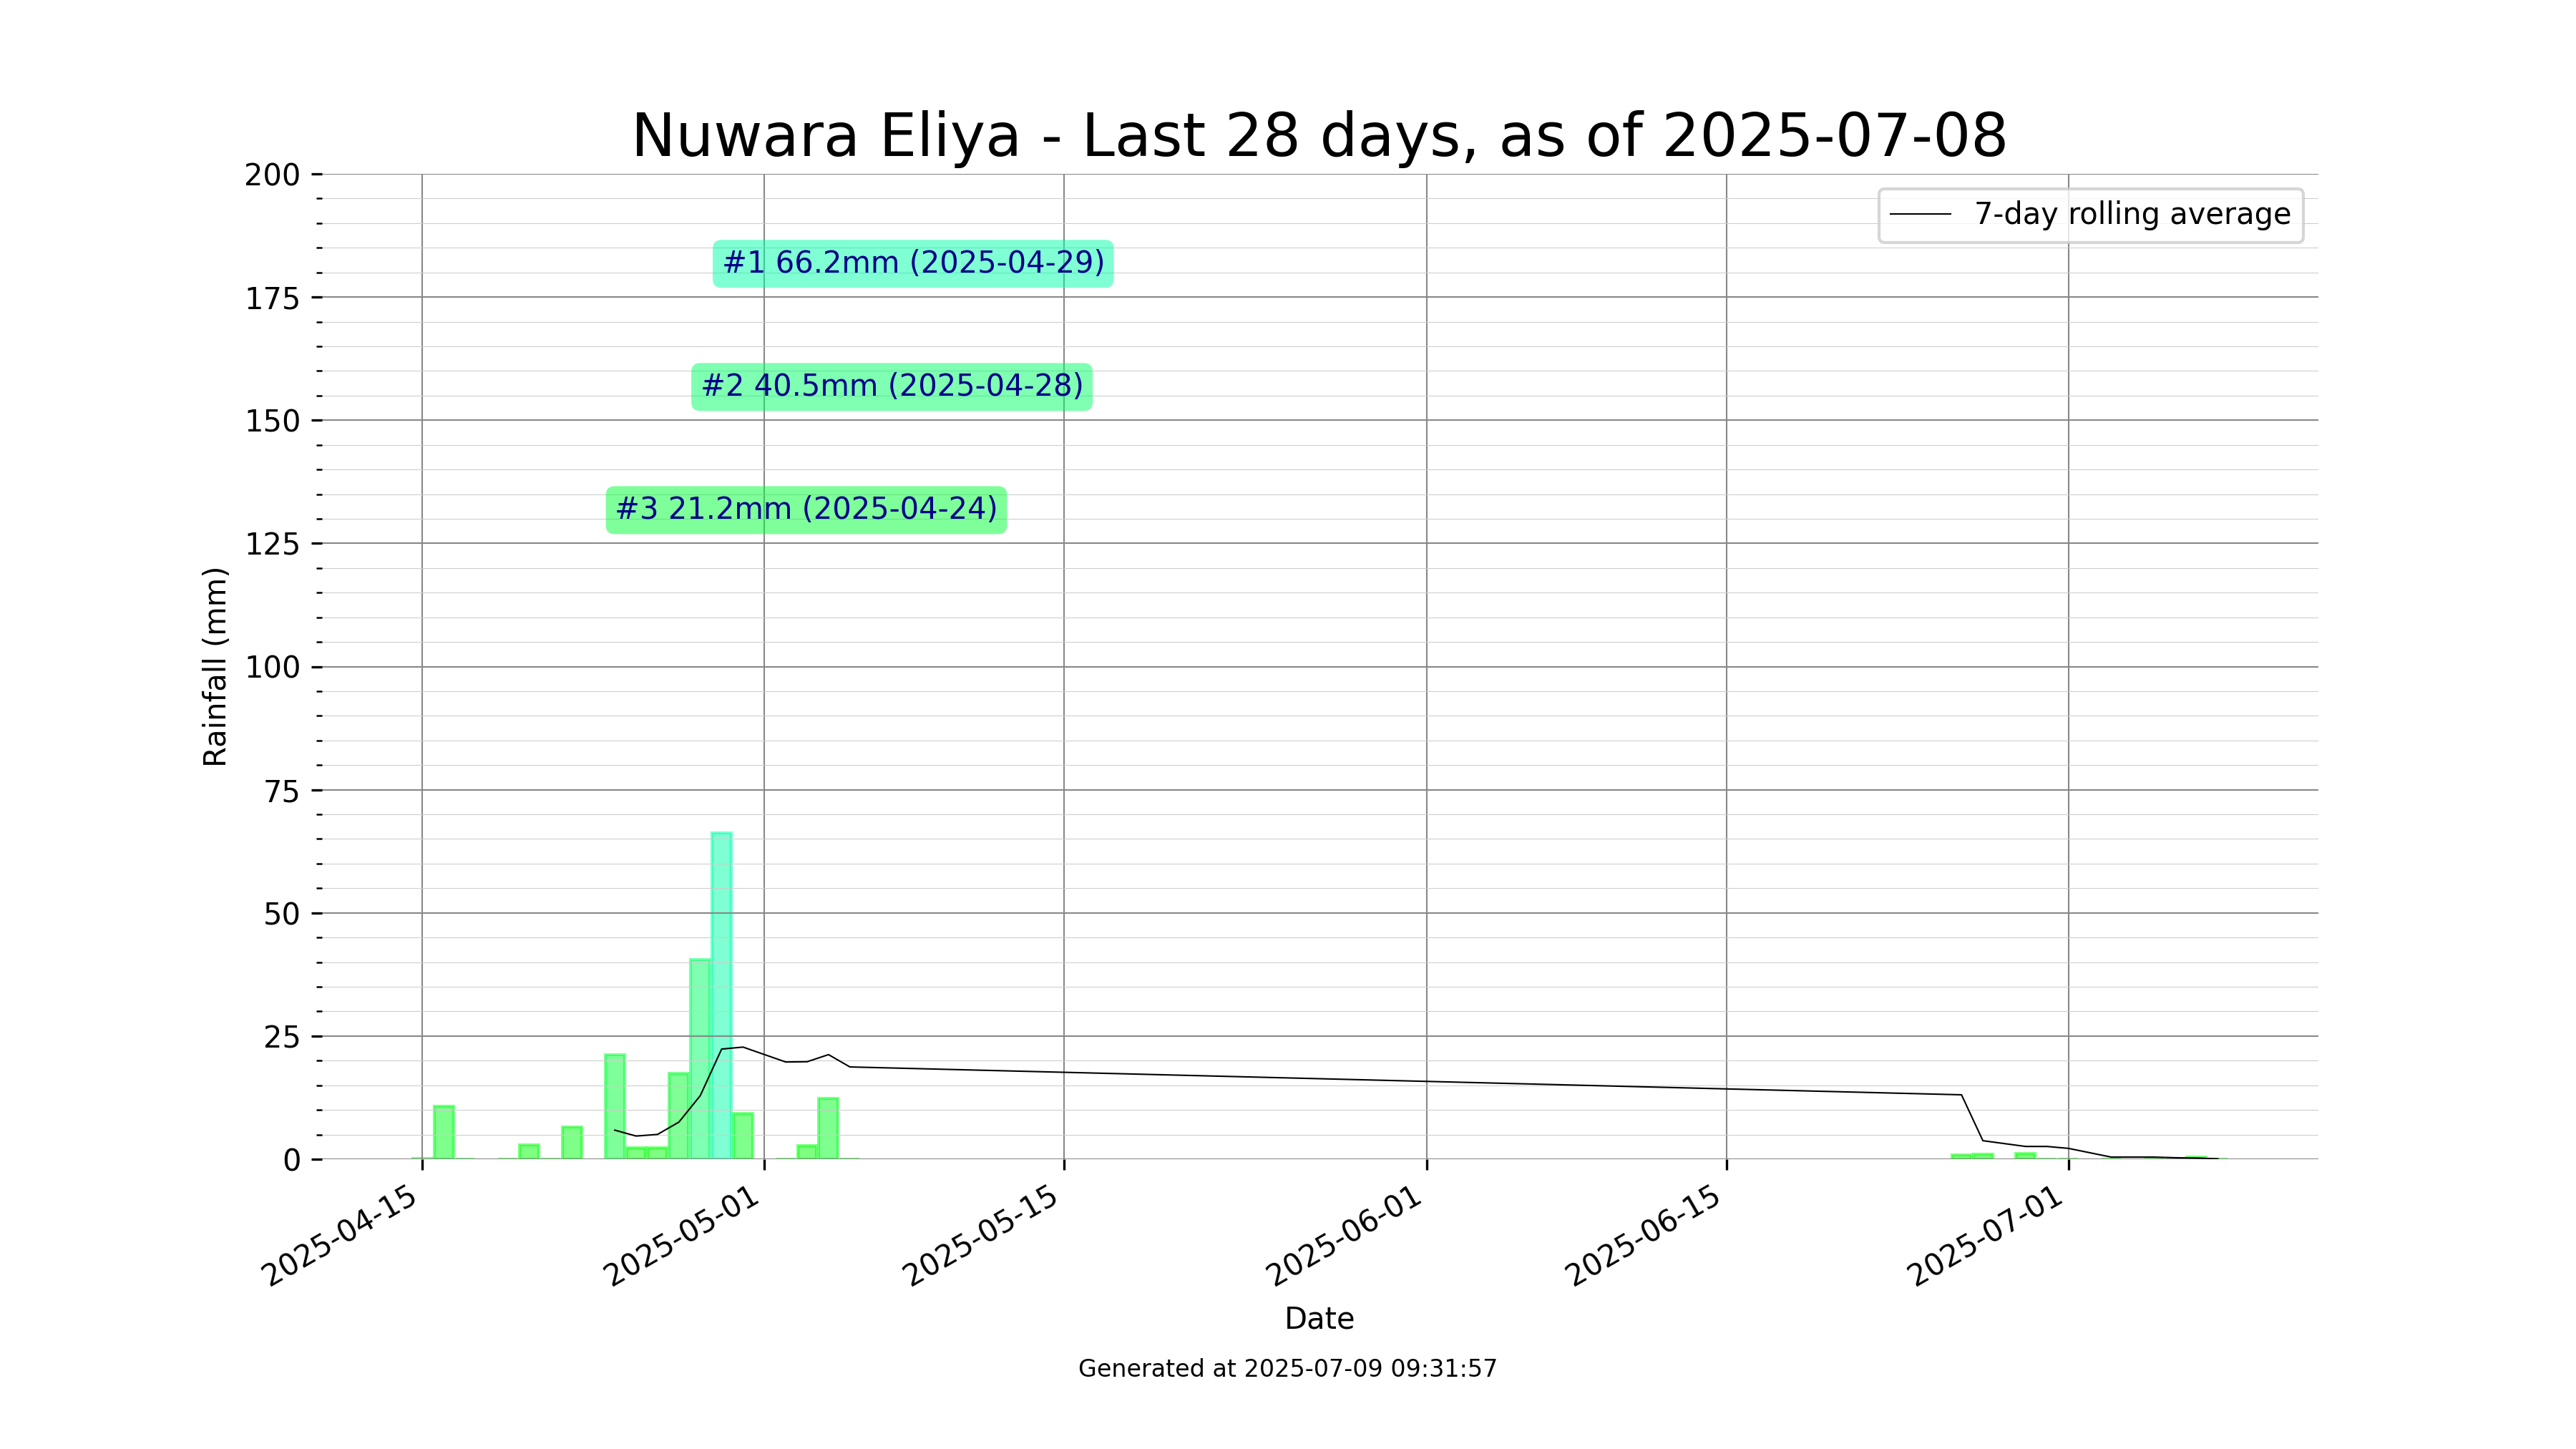 Nuwara Eliya - Last 28 days, as of 2025-07-08
7-day rolling average
#1 66.2mm (2025-04-29)
#2 40.5mm (2025-04-28)
#3 21.2mm (2025-04-24)
Rainfall (mm)
200
175
150
125
100
75
50
25
0
2025-04-15
2025-05-01
2025-05-15
2025-06-01
2025-06-15
2025-07-01
Date
Generated at 2025-07-09 09:31:57